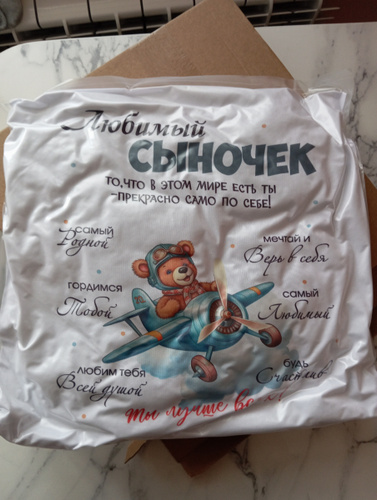 Любимый
СЫНОЧЕК
ТО, ЧТО В ЭТОМ МИРЕ ЕСТЬ ТЫ
-ПРЕКРАСНО САМО ПО СЕБЕ!
самый
Родной
мечтай и
Верь в себя
гордимся
Тобой
самый
Любимый
любим тебя
Всей душой
будь
Счастлив
Ты лучше